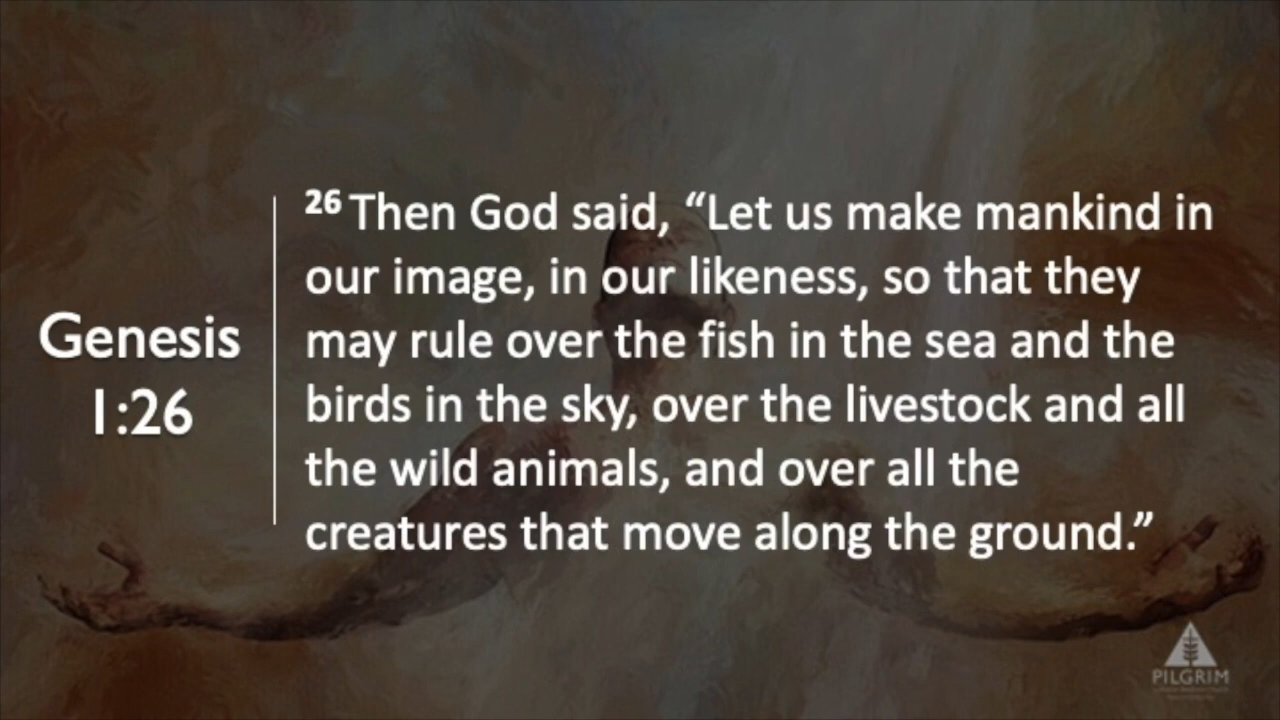 Genesis
1:26
26 Then God said, “Let us make mankind in
our image, in our likeness, so that they
may rule over the fish in the sea and the
birds in the sky, over the livestock and all
the wild animals, and over all the
creatures that move along the ground.”
PILGRIM